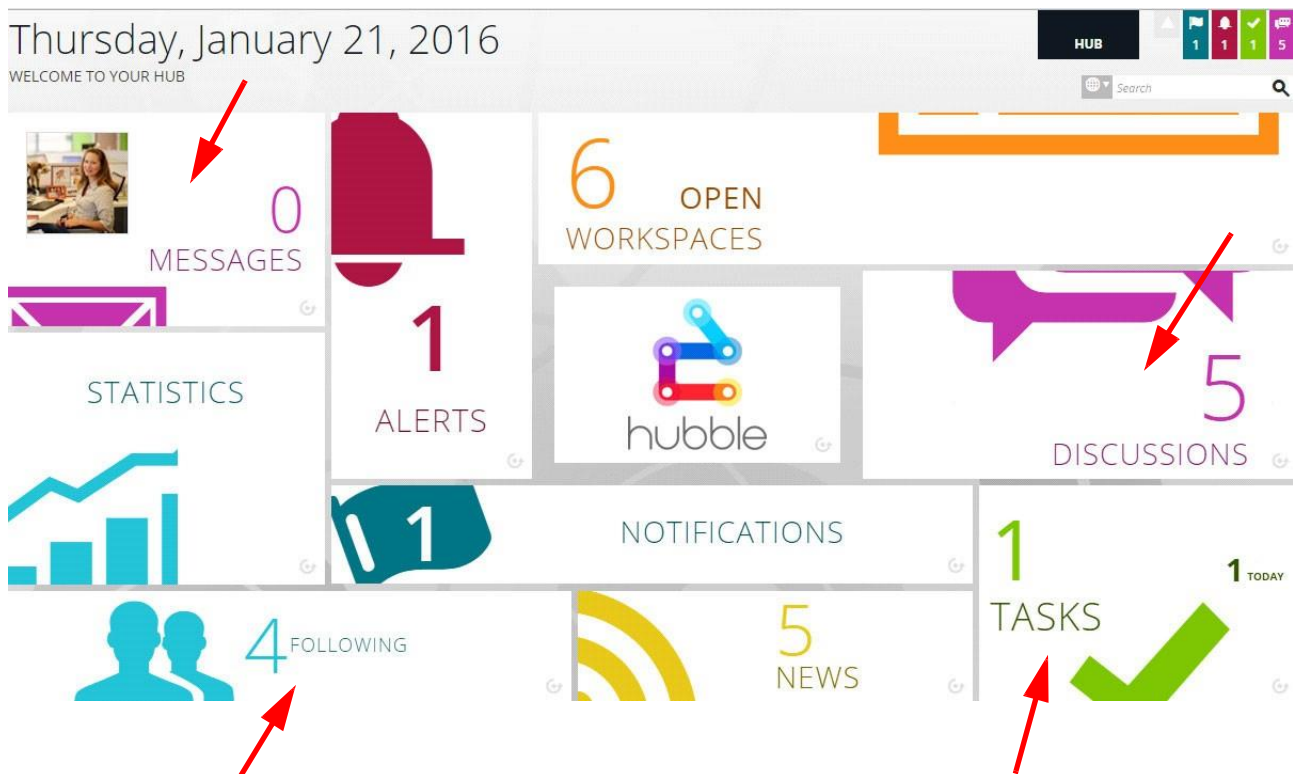 Thursday, January 21, 2016
WELCOME TO YOUR HUB
HUB
1 1 1 5
Search
0
MESSAGES
1
ALERTS
6 OPEN
WORKSPACES
STATISTICS
hubble
5
DISCUSSIONS
1 NOTIFICATIONS
1
1 TODAY
TASKS
4 FOLLOWING
5
NEWS